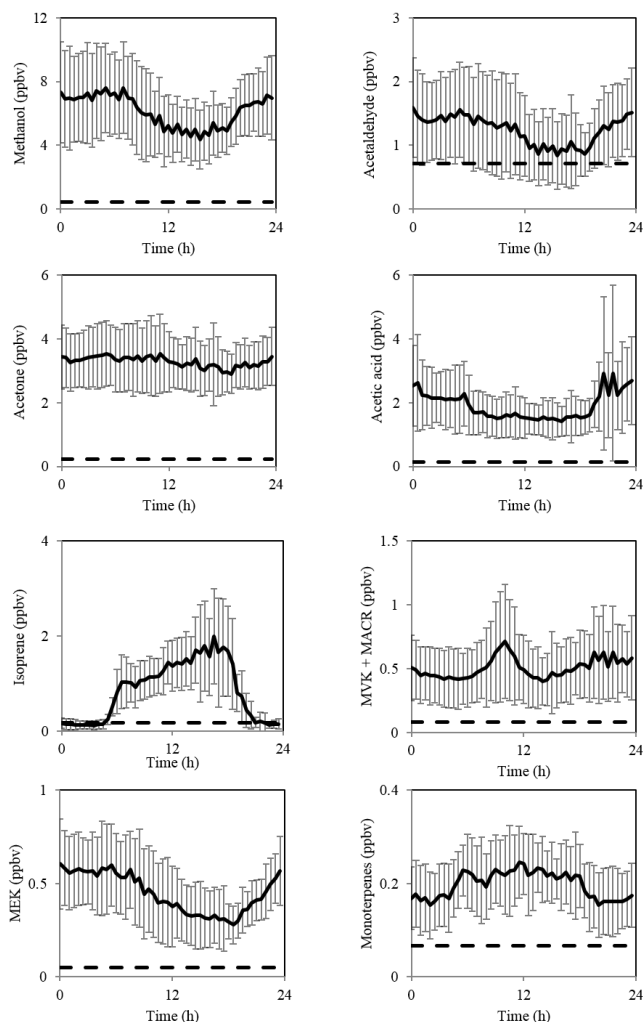 12
8
4
0
Methanol (ppbv)
0 12 24
Time (h)
3
2
1
0
Acetaldehyde (ppbv)
0 12 24
Time (h)
6
4
2
0
Acetone (ppbv)
0 12 24
Time (h)
6
4
2
0
Acetic acid (ppbv)
0 12 24
Time (h)
4
2
0
Isoprene (ppbv)
0 12 24
Time (h)
1.5
1
0.5
0
MVK + MACR (ppbv)
0 12 24
Time (h)
1
0.5
0
MEK (ppbv)
0 12 24
Time (h)
0.4
0.2
0
Monoterpenes (ppbv)
0 12 24
Time (h)